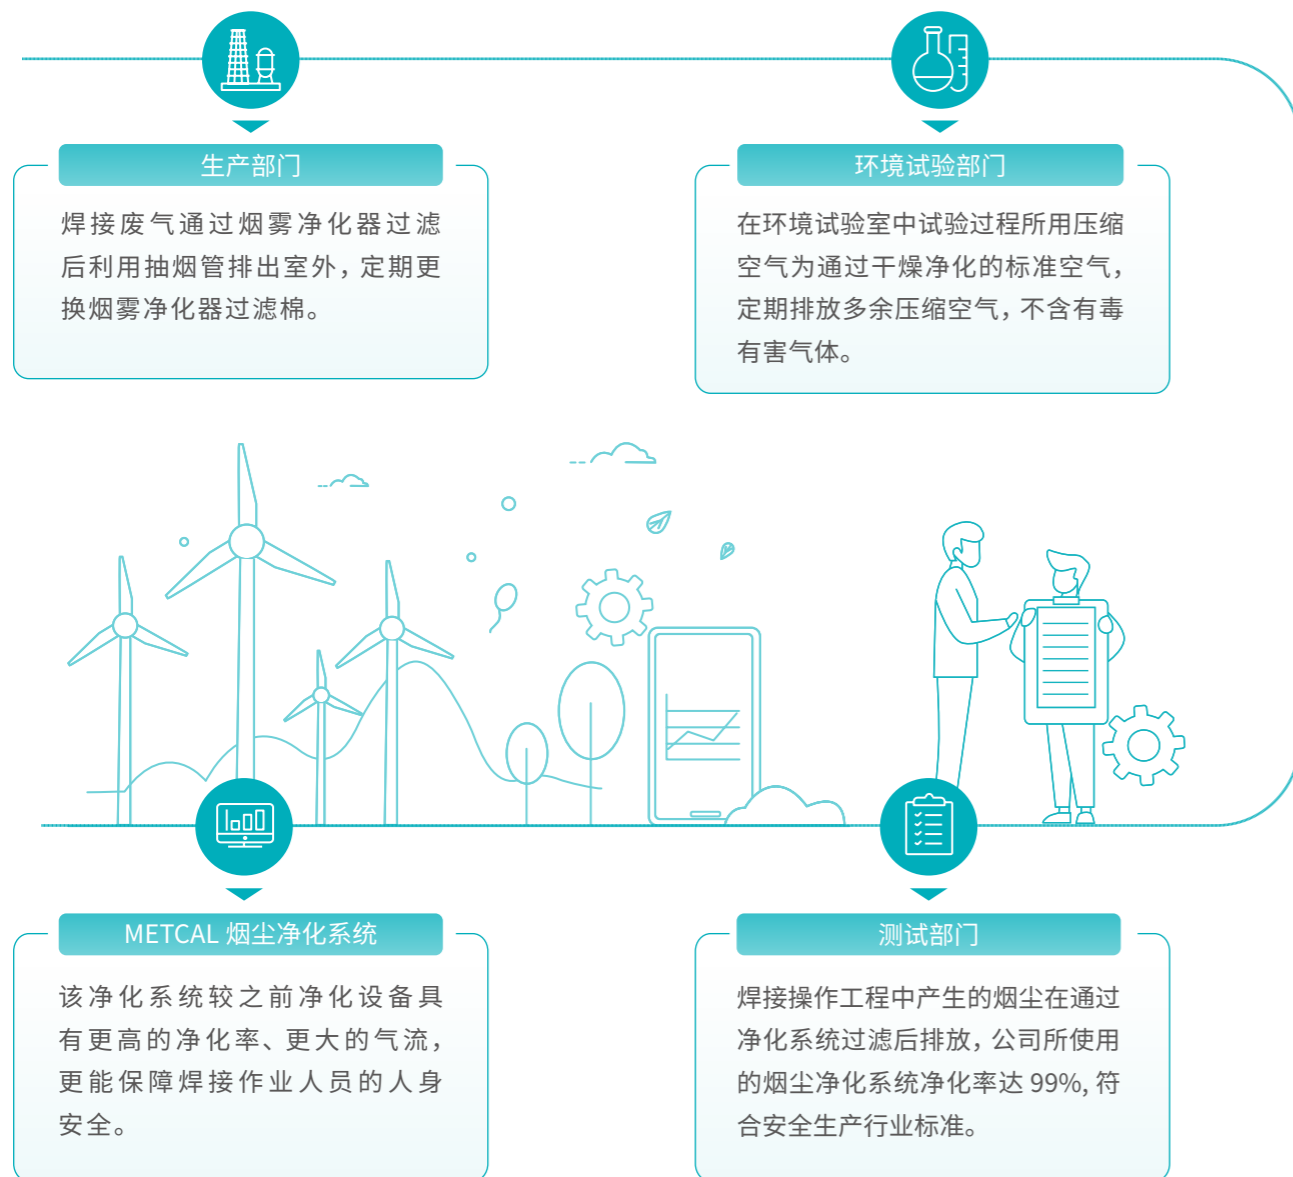 生产部门
焊接废气通过烟雾净化器过滤
后利用抽烟管排出室外，定期更
换烟雾净化器过滤棉。
环境试验部门
在环境试验室中试验过程所用压缩
空气为通过干燥净化的标准空气，
定期排放多余压缩空气，不含有毒
有害气体。
METCAL 烟尘净化系统
该净化系统较之前净化设备具
有更高的净化率、更大的气流，
更能保障焊接作业人员的人身
安全。
测试部门
焊接操作工程中产生的烟尘在通过
净化系统过滤后排放，公司所使用
的烟尘净化系统净化率达 99%, 符
合安全生产行业标准。